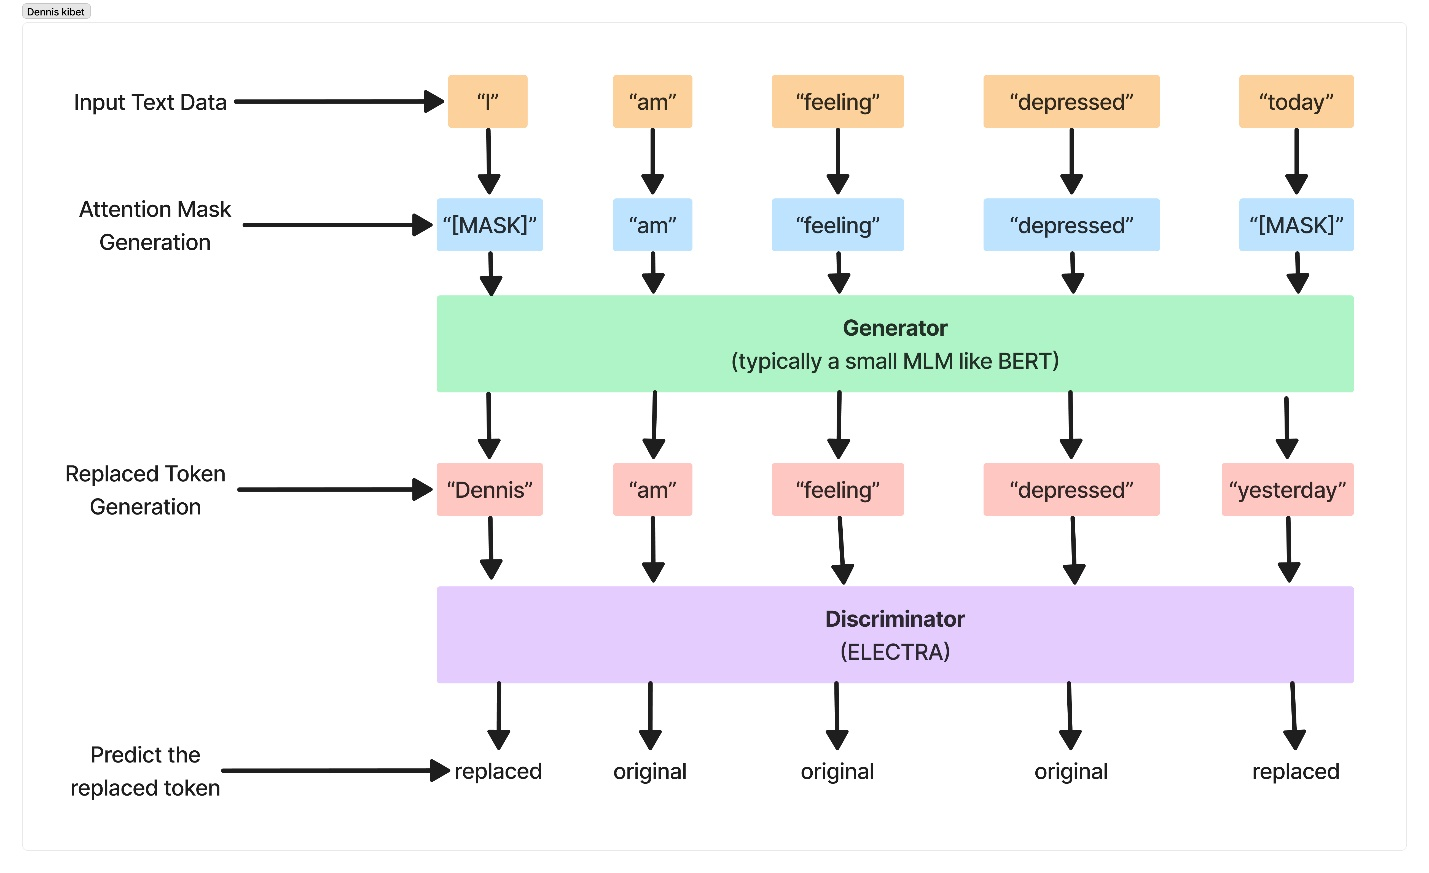 Dennis kibet
Input Text Data
“I” “am” “feeling” “depressed” “today”
Attention Mask
Generation
“[MASK]” “am” “feeling” “depressed” “[MASK]”
Generator
(typically a small MLM like BERT)
Replaced Token
Generation
“Dennis” “am” “feeling” “depressed” “yesterday”
Discriminator
(ELECTRA)
Predict the
replaced token
replaced original original original replaced